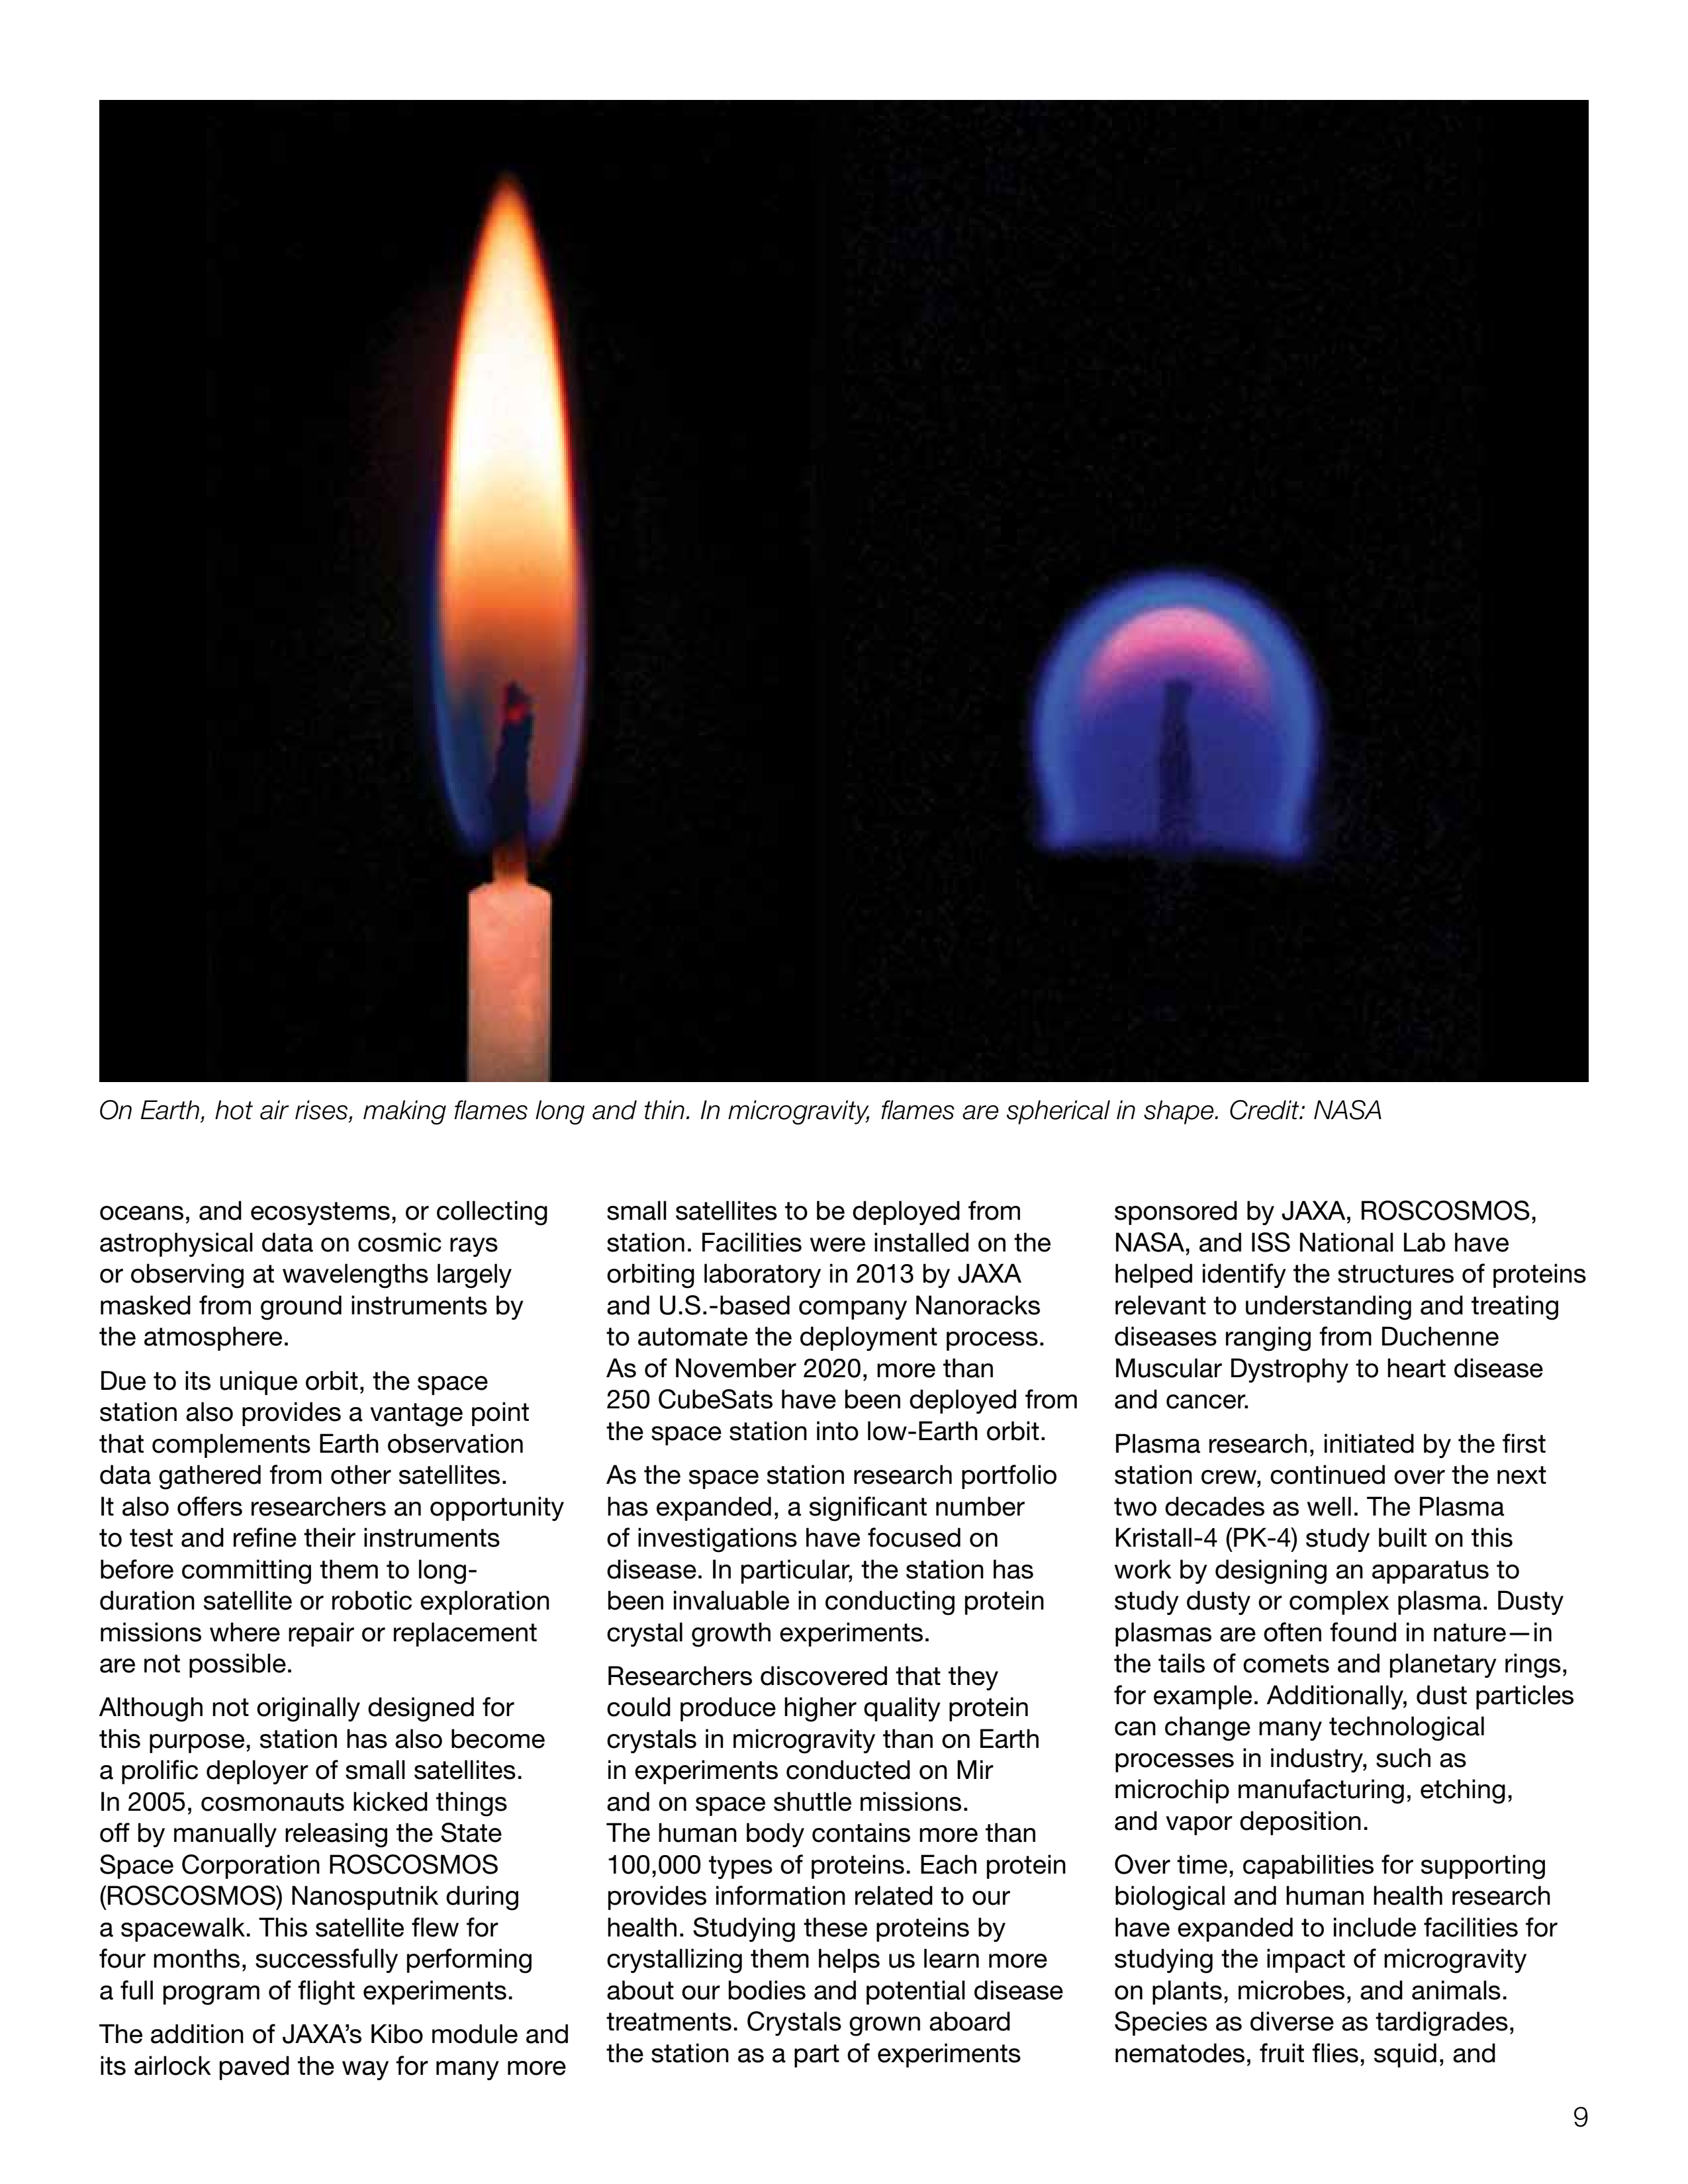 On Earth, hot air rises, making flames long and thin. In microgravity, flames are spherical in shape. Credit: NASA
oceans, and ecosystems, or collecting
astrophysical data on cosmic rays
or observing at wavelengths largely
masked from ground instruments by
the atmosphere.
Due to its unique orbit, the space
station also provides a vantage point
that complements Earth observation
data gathered from other satellites.
It also offers researchers an opportunity
to test and refine their instruments
before committing them to long-
duration satellite or robotic exploration
missions where repair or replacement
are not possible.
Although not originally designed for
this purpose, station has also become
a prolific deployer of small satellites.
In 2005, cosmonauts kicked things
off by manually releasing the State
Space Corporation ROSCOSMOS
(ROSCOSMOS) Nanosputnik during
a spacewalk. This satellite flew for
four months, successfully performing
a full program of flight experiments.
The addition of JAXA’s Kibo module and
its airlock paved the way for many more
small satellites to be deployed from
station. Facilities were installed on the
orbiting laboratory in 2013 by JAXA
and U.S.-based company Nanoracks
to automate the deployment process.
As of November 2020, more than
250 CubeSats have been deployed from
the space station into low-Earth orbit.
As the space station research portfolio
has expanded, a significant number
of investigations have focused on
disease. In particular, the station has
been invaluable in conducting protein
crystal growth experiments.
Researchers discovered that they
could produce higher quality protein
crystals in microgravity than on Earth
in experiments conducted on Mir
and on space shuttle missions.
The human body contains more than
100,000 types of proteins. Each protein
provides information related to our
health. Studying these proteins by
crystallizing them helps us learn more
about our bodies and potential disease
treatments. Crystals grown aboard
the station as a part of experiments
sponsored by JAXA, ROSCOSMOS,
NASA, and ISS National Lab have
helped identify the structures of proteins
relevant to understanding and treating
diseases ranging from Duchenne
Muscular Dystrophy to heart disease
and cancer.
Plasma research, initiated by the first
station crew, continued over the next
two decades as well. The Plasma
Kristall-4 (PK-4) study built on this
work by designing an apparatus to
study dusty or complex plasma. Dusty
plasmas are often found in nature—in
the tails of comets and planetary rings,
for example. Additionally, dust particles
can change many technological
processes in industry, such as
microchip manufacturing, etching,
and vapor deposition.
Over time, capabilities for supporting
biological and human health research
have expanded to include facilities for
studying the impact of microgravity
on plants, microbes, and animals.
Species as diverse as tardigrades,
nematodes, fruit flies, squid, and
9